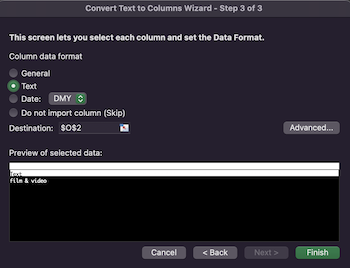 Convert Text to Columns Wizard - Step 3 of 3
This screen lets you select each column and set the Data Format.
Column data format
General
Text
Date: DMY
Do not import column (Skip)
Destination: $O$2
Advanced...
Preview of selected data:
Text
film & video
Cancel < Back Next > Finish